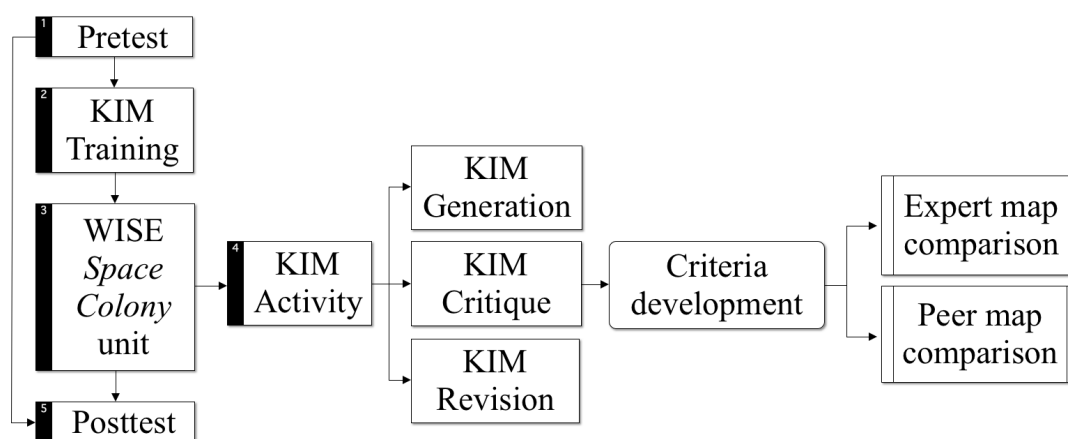 1
Pretest
2
KIM
Training
3
WISE
Space
Colony
unit
4
KIM
Activity
5
Posttest
KIM
Generation
KIM
Critique
KIM
Revision
Criteria
development
Expert map
comparison
Peer map
comparison